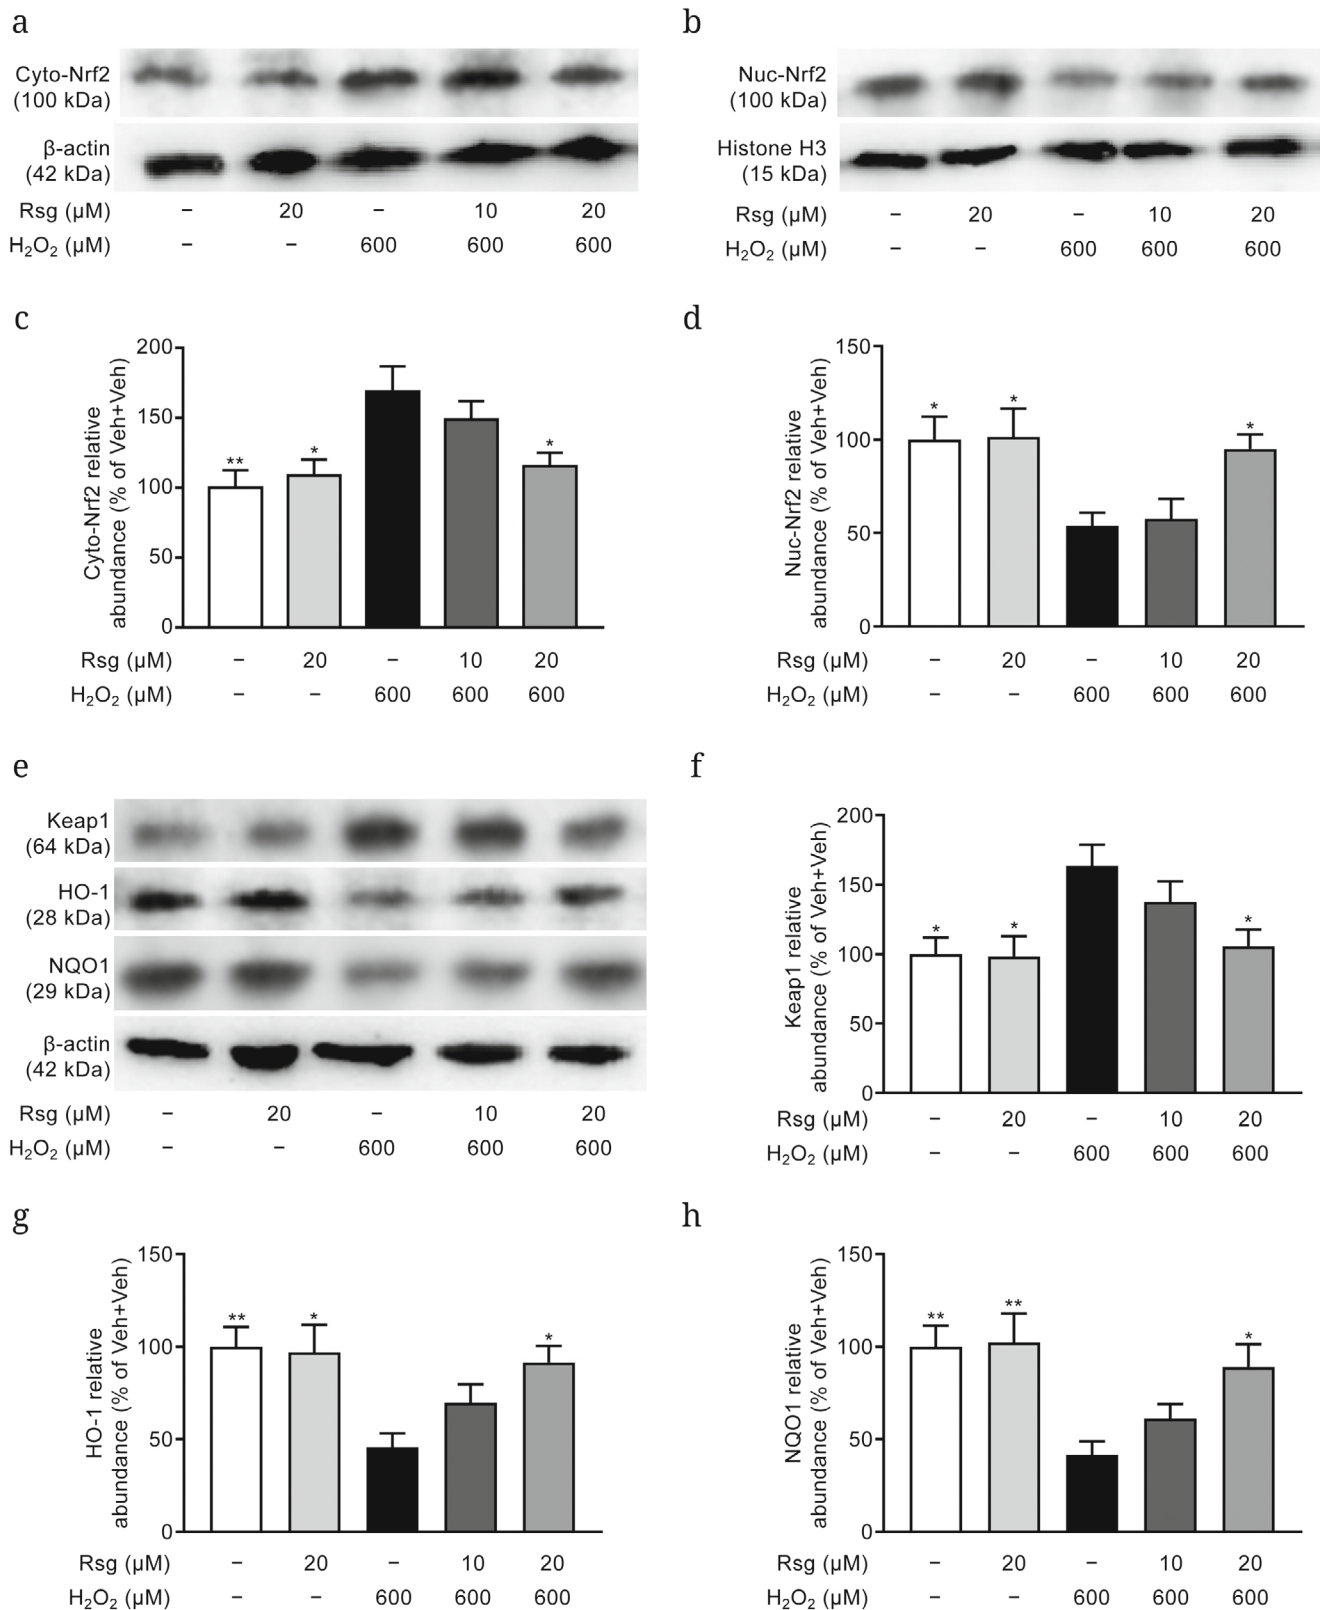 a
Cyto-Nrf2
(100 kDa)
β-actin
(42 kDa)
Rsg (µM) – 20 – 10 20
H₂O₂ (µM) – – 600 600 600
b
Nuc-Nrf2
(100 kDa)
Histone H3
(15 kDa)
Rsg (µM) – 20 – 10 20
H₂O₂ (µM) – – 600 600 600
c
Cyto-Nrf2 relative
abundance (% of Veh+Veh)
200
150
100
50
0
** * *
Rsg (µM) – 20 – 10 20
H₂O₂ (µM) – – 600 600 600
d
Nuc-Nrf2 relative
abundance (% of Veh+Veh)
150
100
50
0
* * *
Rsg (µM) – 20 – 10 20
H₂O₂ (µM) – – 600 600 600
e
Keap1
(64 kDa)
HO-1
(28 kDa)
NQO1
(29 kDa)
β-actin
(42 kDa)
Rsg (µM) – 20 – 10 20
H₂O₂ (µM) – – 600 600 600
f
Keap1 relative
abundance (% of Veh+Veh)
200
150
100
50
0
* * *
Rsg (µM) – 20 – 10 20
H₂O₂ (µM) – – 600 600 600
g
HO-1 relative
abundance (% of Veh+Veh)
150
100
50
0
** * *
Rsg (µM) – 20 – 10 20
H₂O₂ (µM) – – 600 600 600
h
NQO1 relative
abundance (% of Veh+Veh)
150
100
50
0
** ** *
Rsg (µM) – 20 – 10 20
H₂O₂ (µM) – – 600 600 600